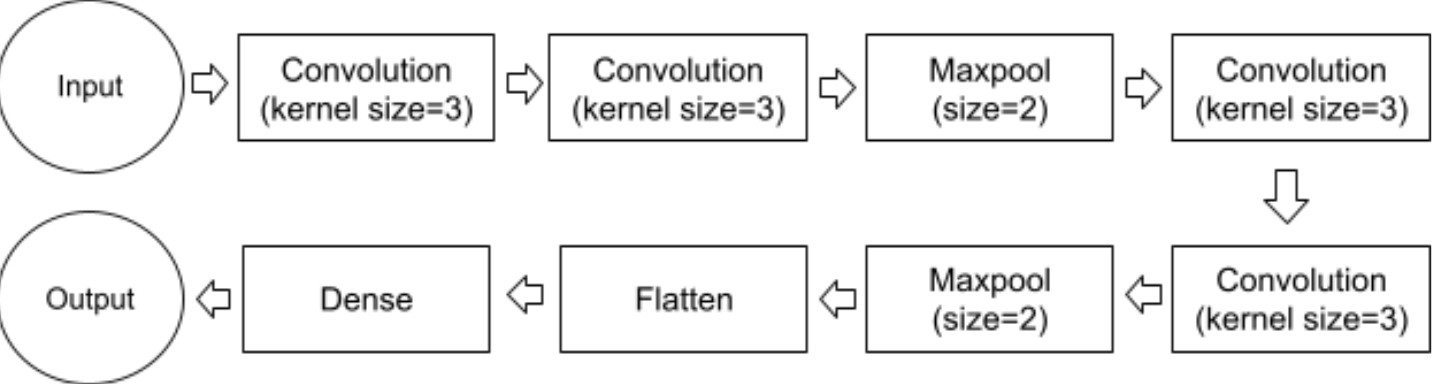 Input
Convolution
(kernel size=3)
Convolution
(kernel size=3)
Maxpool
(size=2)
Convolution
(kernel size=3)
Convolution
(kernel size=3)
Maxpool
(size=2)
Flatten
Dense
Output